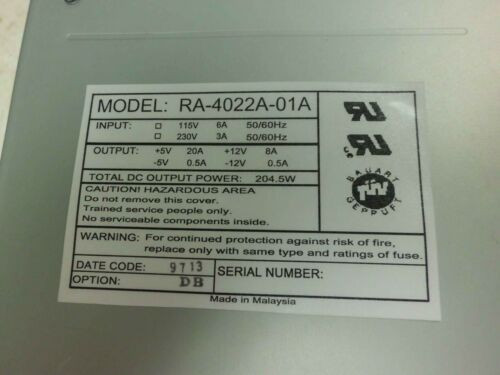 MODEL: RA-4022A-01A
INPUT: □ 115V 6A 50/60Hz
□ 230V 3A 50/60Hz
OUTPUT: +5V 20A +12V 8A
-5V 0.5A -12V 0.5A
TOTAL DC OUTPUT POWER: 204.5W
CAUTION! HAZARDOUS AREA
Do not remove this cover.
Trained service people only.
No serviceable components inside.
BAUART
TÜV
GEPPÜFT
WARNING: For continued protection against risk of fire,
replace only with same type and ratings of fuse.
DATE CODE: 9713
OPTION: DB
SERIAL NUMBER:
Made in Malaysia